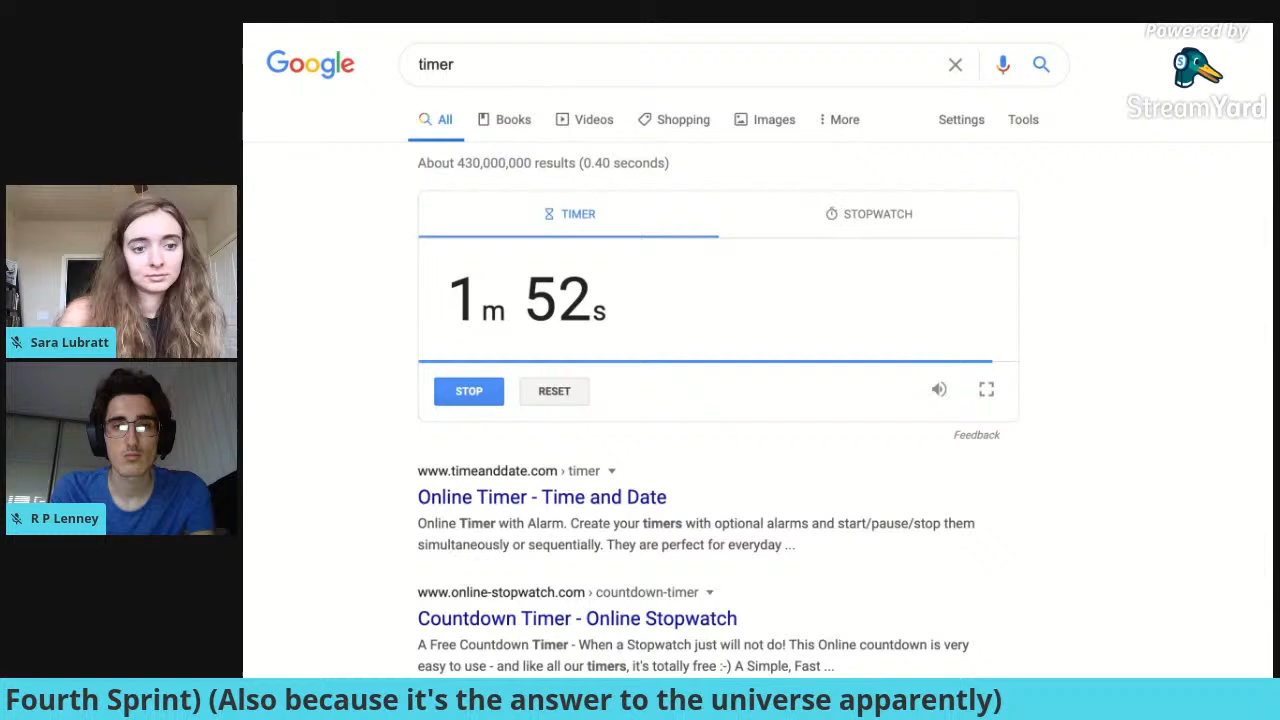 Powered by
StreamYard
Google
timer
All
Books
Videos
Shopping
Images
More
Settings
Tools
About 430,000,000 results (0.40 seconds)
TIMER
STOPWATCH
1m 52s
STOP
RESET
Feedback
www.timeanddate.com › timer
Online Timer - Time and Date
Online Timer with Alarm. Create your timers with optional alarms and start/pause/stop them
simultaneously or sequentially. They are perfect for everyday ...
www.online-stopwatch.com › countdown-timer
Countdown Timer - Online Stopwatch
A Free Countdown Timer - When a Stopwatch just will not do! This Online countdown is very
easy to use - and like all our timers, it's totally free :-) A Simple, Fast ...
Sara Lubratt
R P Lenney
Fourth Sprint) (Also because it's the answer to the universe apparently)